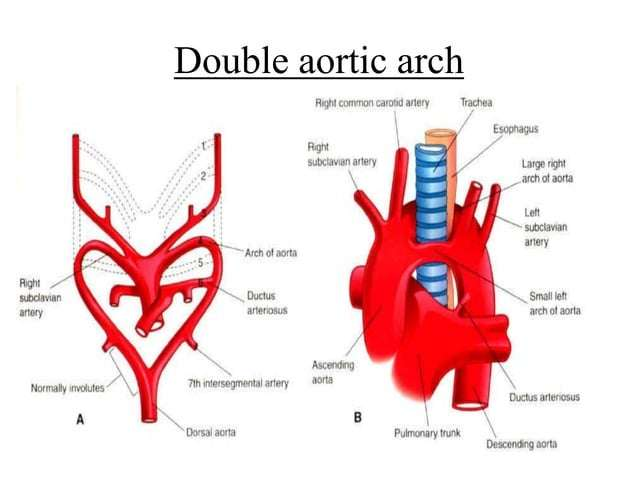 Double aortic arch
1
2
3
4
5
6
Arch of aorta
Right
subclavian
artery
Ductus
arteriosus
Normally involutes
7th intersegmental artery
A
Dorsal aorta
Right common carotid artery
Trachea
Esophagus
Right
subclavian artery
Large right
arch of aorta
Left
subclavian
artery
Small left
arch of aorta
Ascending
aorta
Ductus arteriosus
B
Pulmonary trunk
Descending aorta